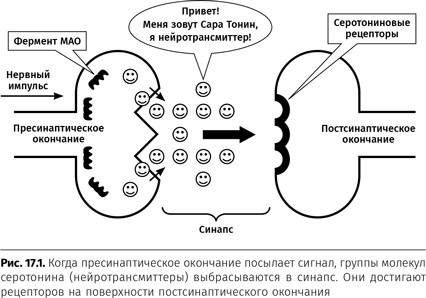 Привет!
Меня зовут Сара Тонин,
я нейротрансмиттер!
Серотониновые
рецепторы
Фермент МАО
Нервный
импульс
Пресинаптическое
окончание
Постсинаптическое
окончание
Синапс
Рис. 17.1. Когда пресинаптическое окончание посылает сигнал, группы молекул
серотонина (нейротрансмиттеры) выбрасываются в синапс. Они достигают
рецепторов на поверхности постсинаптического окончания